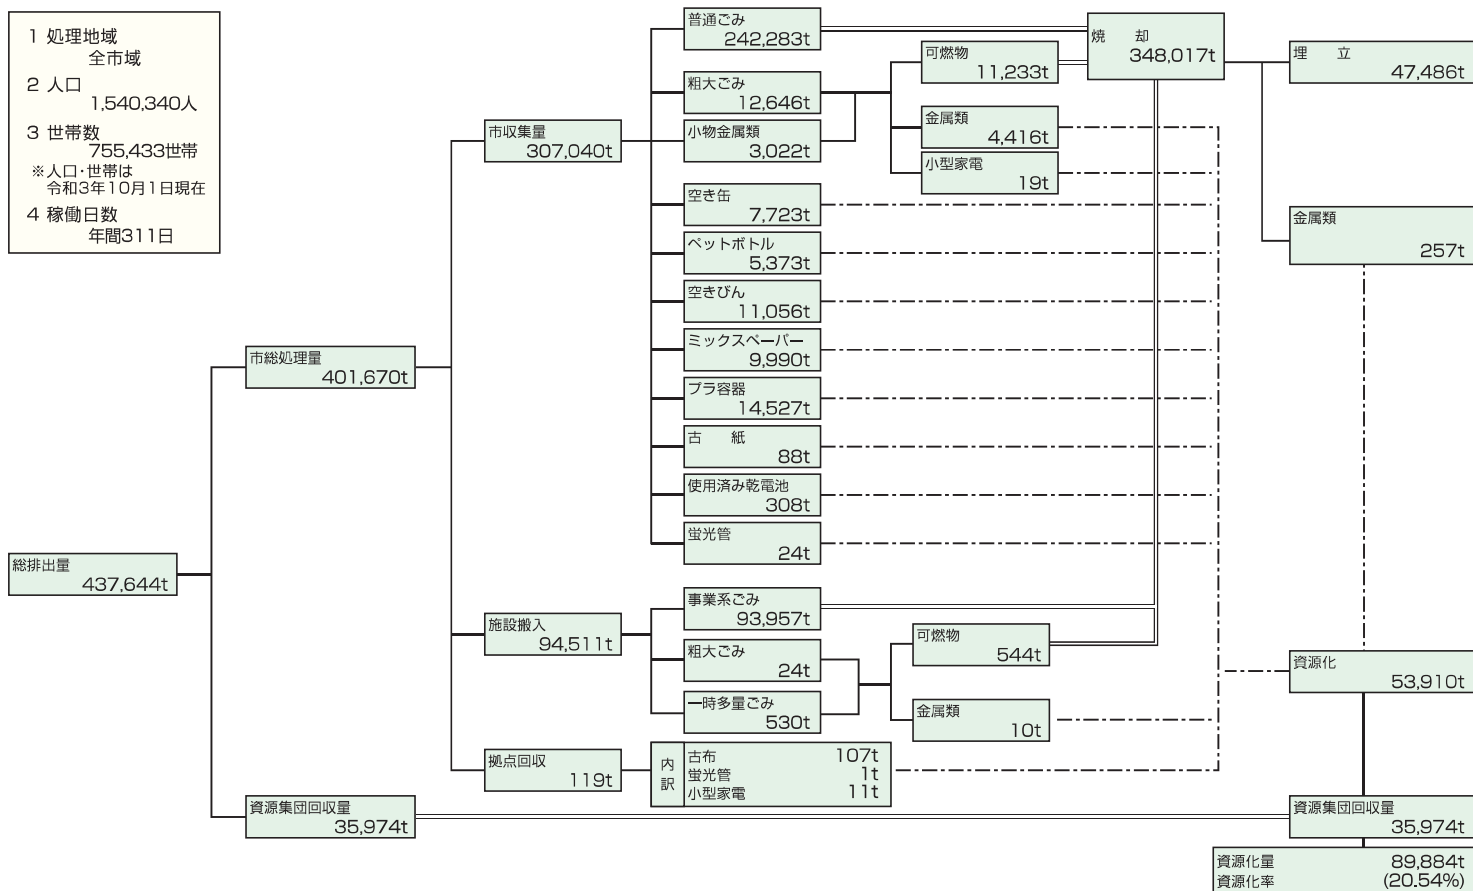 1 処理地域
全市域
2 人口
1,540,340人
3 世帯数
755,433世帯
※人口・世帯は
令和3年10月1日現在
4 稼働日数
年間311日
総排出量
437,644t
市総処理量
401,670t
資源集団回収量
35,974t
市収集量
307,040t
施設搬入
94,511t
拠点回収
119t
普通ごみ
242,283t
粗大ごみ
12,646t
小物金属類
3,022t
空き缶
7,723t
ペットボトル
5,373t
空きびん
11,056t
ミックスペーパー
9,990t
プラ容器
14,527t
古 紙
88t
使用済み乾電池
308t
蛍光管
24t
事業系ごみ
93,957t
粗大ごみ
24t
一時多量ごみ
530t
内訳
古布 107t
蛍光管 1t
小型家電 11t
可燃物
11,233t
金属類
4,416t
小型家電
19t
可燃物
544t
金属類
10t
焼 却
348,017t
埋 立
47,486t
金属類
257t
資源化
53,910t
資源集団回収量
35,974t
資源化量 89,884t
資源化率 (20.54%)